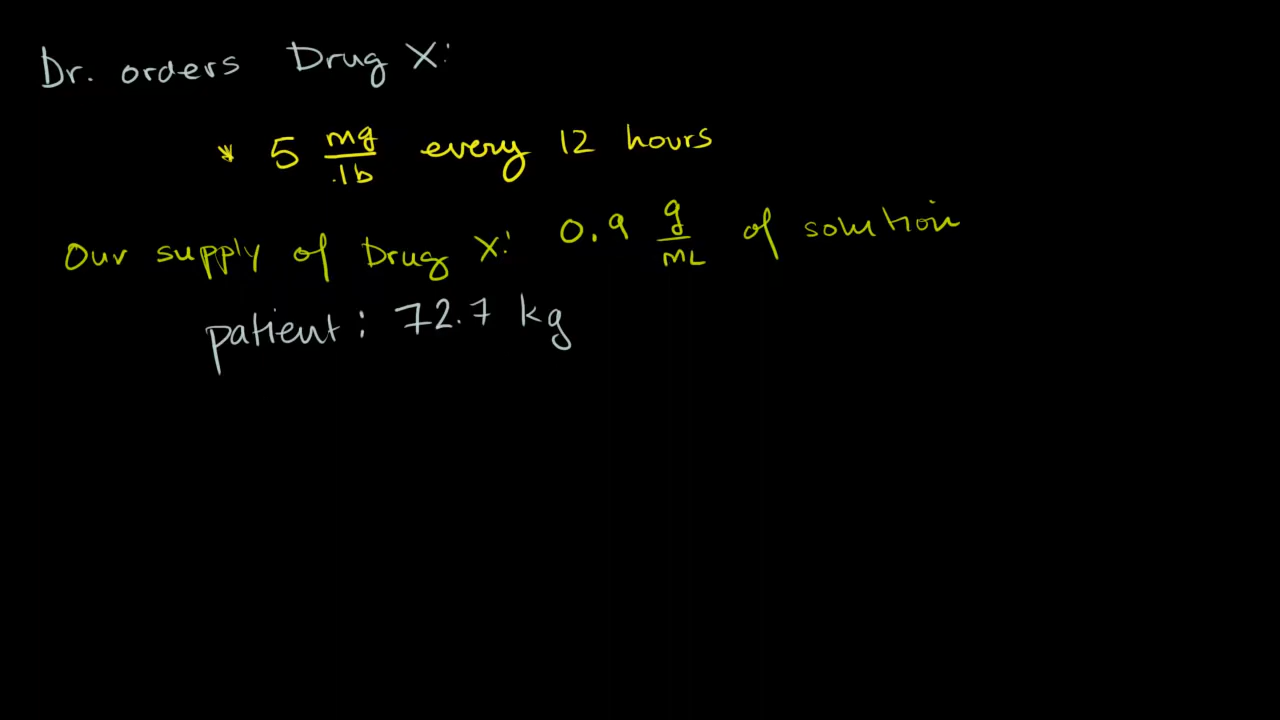 Dr. orders Drug X:
* 5 mg/lb every 12 hours
Our supply of Drug X: 0.9 g/mL of solution
patient: 72.7 kg